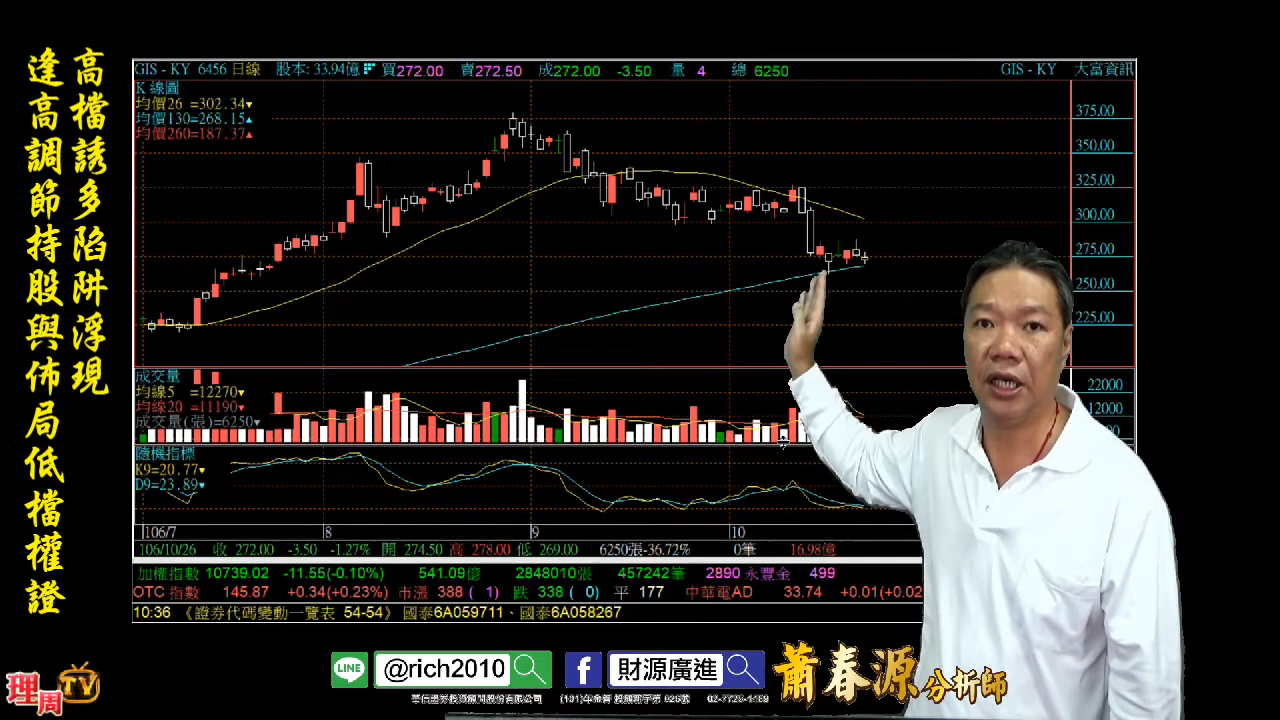 高檔誘多陷阱浮現
逢高調節持股與佈局低檔權證
GIS - KY 6456 日線 股本: 33.94億 買272.00 賣272.50 成272.00 -3.50 量 4 總 6250 GIS - KY 大富資訊
K 線圖
均價26 =302.34▼
均價130=268.15▲
均價260=187.37▲
375.00
350.00
325.00
300.00
275.00
250.00
225.00
成交量
均線5 =12270▼
均線20 =11190▼
成交量(張)=6250▼
22000
12000
隨機指標
K9=20.77▼
D9=23.89▼
106/7 8 9 10
106/10/26 收 272.00 -3.50 -1.27% 開 274.50 高 278.00 低 269.00 6250張-36.72% 0筆 16.98億
加權指數 10739.02 -11.55(-0.10%) 541.09億 2848010張 457242筆 2890 永豐金 499
OTC 指數 145.87 +0.34(+0.23%) 市漲 388 ( 1) 跌 338 ( 0) 平 177 中華電AD 33.74 +0.01(+0.02
10:36 《證券代碼變動一覽表 54-54》 國泰6A059711、國泰6A058267
LINE @rich2010 f 財源廣進
蕭春源分析師
理周TV